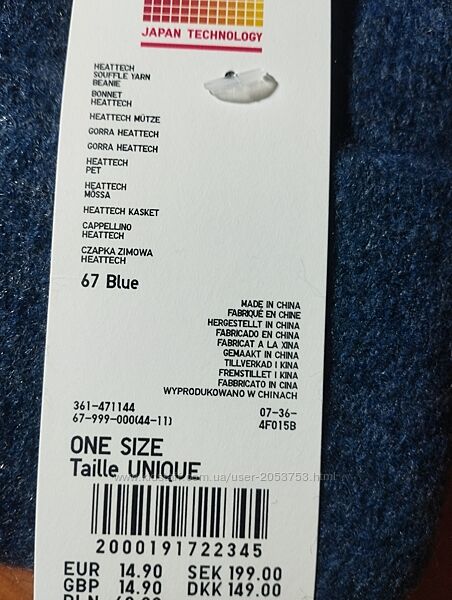 JAPAN TECHNOLOGY
HEATTECH
SOUFFLE YARN
BEANIE
BONNET
HEATTECH
HEATTECH MÜTZE
GORRA HEATTECH
GORRA HEATTECH
HEATTECH
PET
HEATTECH
MÖSSA
HEATTECH KASKET
CAPPELLINO
HEATTECH
CZAPKA ZIMOWA
HEATTECH
67 Blue
MADE IN CHINA
FABRIQUÉ EN CHINE
HERGESTELLT IN CHINA
FABRICADO EN CHINA
FABRICAT A LA XINA
GEMAAKT IN CHINA
TILLVERKAD I KINA
FREMSTILLET I KINA
FABBRICATO IN CINA
WYPRODUKOWANO W CHINACH
361-471144 07-36-
67-999-000(44-11) 4F015B
ONE SIZE
Taille UNIQUE
2000191722345
EUR 14.90 SEK 199.00
GBP 14.90 DKK 149.00